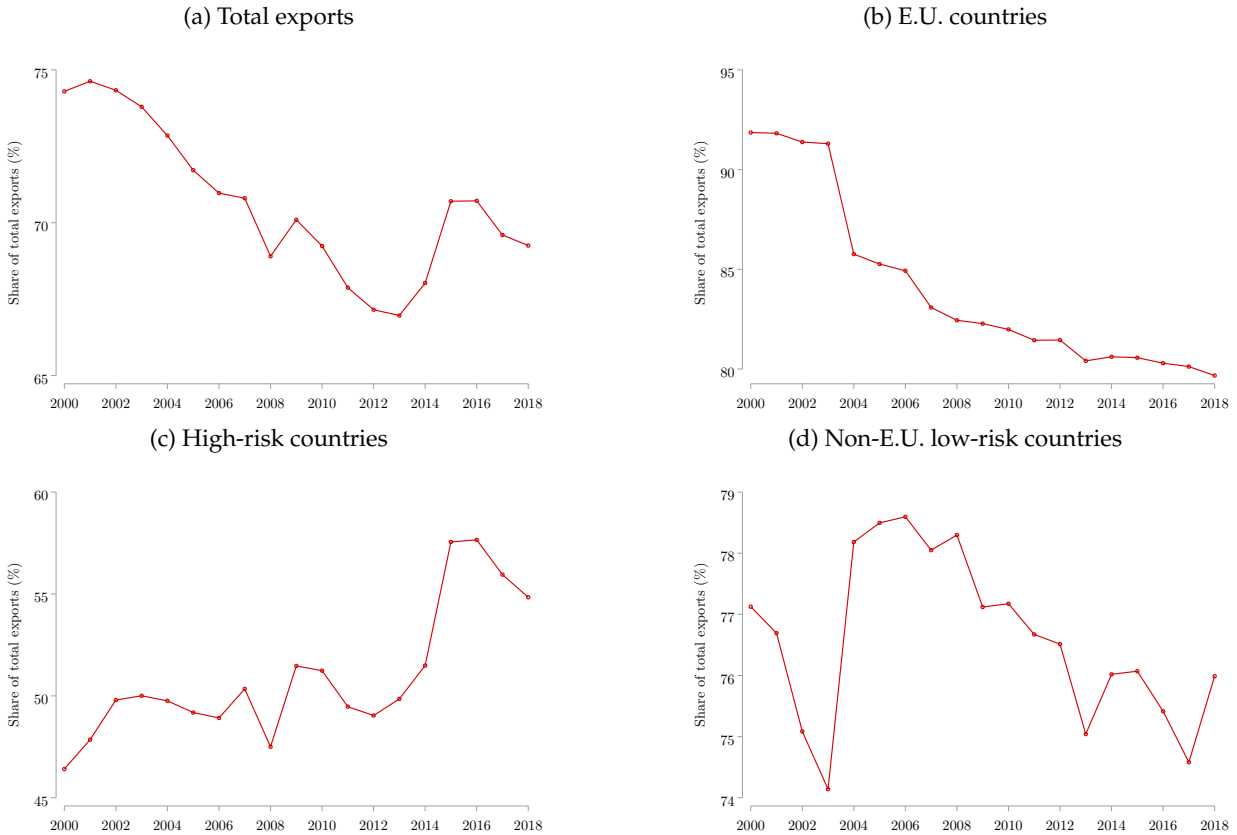 (a) Total exports
(b) E.U. countries
75
70
65
Share of total exports (%)
2000 2002 2004 2006 2008 2010 2012 2014 2016 2018
95
90
85
80
Share of total exports (%)
2000 2002 2004 2006 2008 2010 2012 2014 2016 2018
(c) High-risk countries
(d) Non-E.U. low-risk countries
60
55
50
45
Share of total exports (%)
2000 2002 2004 2006 2008 2010 2012 2014 2016 2018
79
78
77
76
75
74
Share of total exports (%)
2000 2002 2004 2006 2008 2010 2012 2014 2016 2018